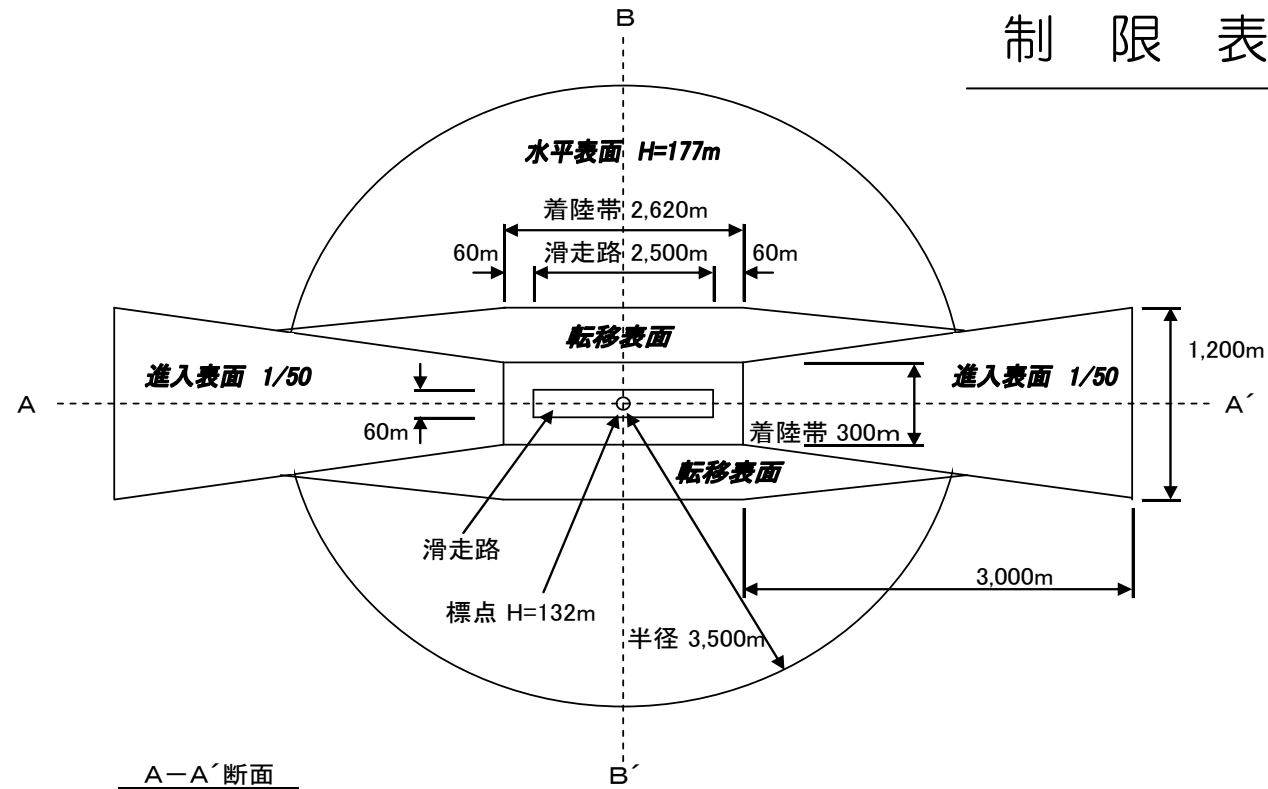 制 限 表
B
水平表面 H=177m
着陸帯 2,620m
60m 滑走路 2,500m 60m
転移表面
1,200m
進入表面 1/50
進入表面 1/50
A
A´
60m
着陸帯 300m
転移表面
滑走路
3,000m
標点 H=132m
半径 3,500m
A－A´断面
B´